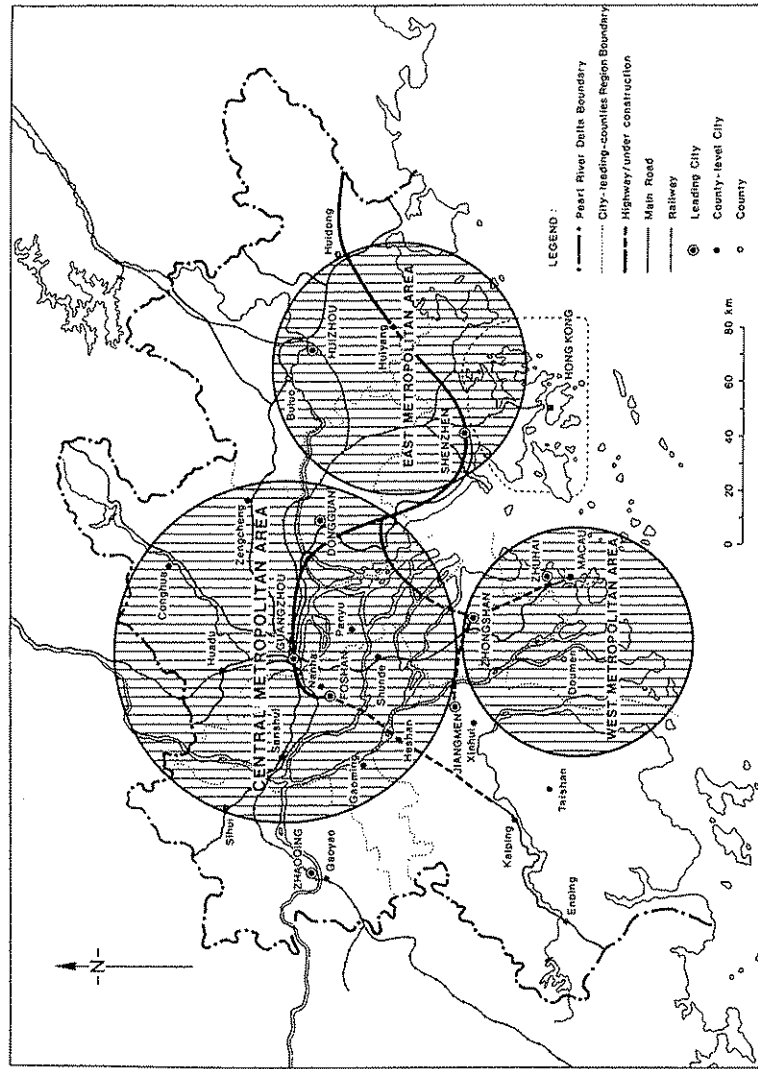 -N-
Sihui
ZHAOQING
Gaoyao
Sanshui
Gaoming
Heshan
Huadu
Conghua
Zengcheng
CENTRAL METROPOLITAN AREA
GUANGZHOU
Nanhai
FOSHAN
Panyu
Shunde
DONGGUAN
JIANGMEN
Xinhui
Taishan
Kaiping
Enping
ZHONGSHAN
ZHUHAI
MACAU
Doumen
WEST METROPOLITAN AREA
Huidong
HUIZHOU
Boluo
Huiyang
EAST METROPOLITAN AREA
SHENZHEN
HONG KONG
LEGEND :
Pearl River Delta Boundary
City-leading-counties Region Boundary
Highway/under construction
Main Road
Railway
Leading City
County-level City
County
0 20 40 60 80 km